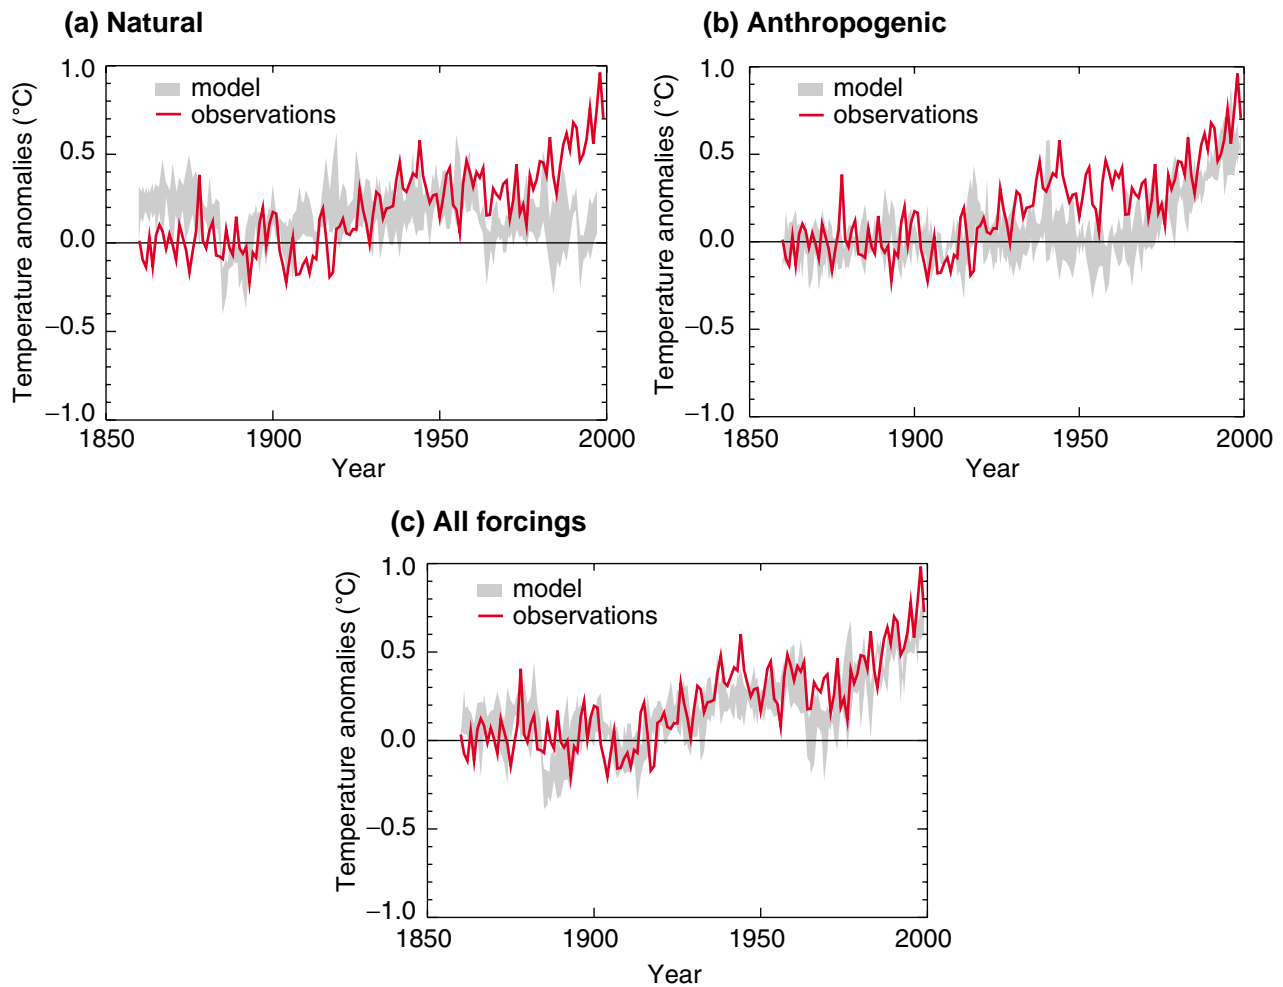 (a) Natural
model
observations
Temperature anomalies (°C)
1.0
0.5
0.0
−0.5
−1.0
1850 1900 1950 2000
Year
(b) Anthropogenic
model
observations
Temperature anomalies (°C)
1.0
0.5
0.0
−0.5
−1.0
1850 1900 1950 2000
Year
(c) All forcings
model
observations
Temperature anomalies (°C)
1.0
0.5
0.0
−0.5
−1.0
1850 1900 1950 2000
Year